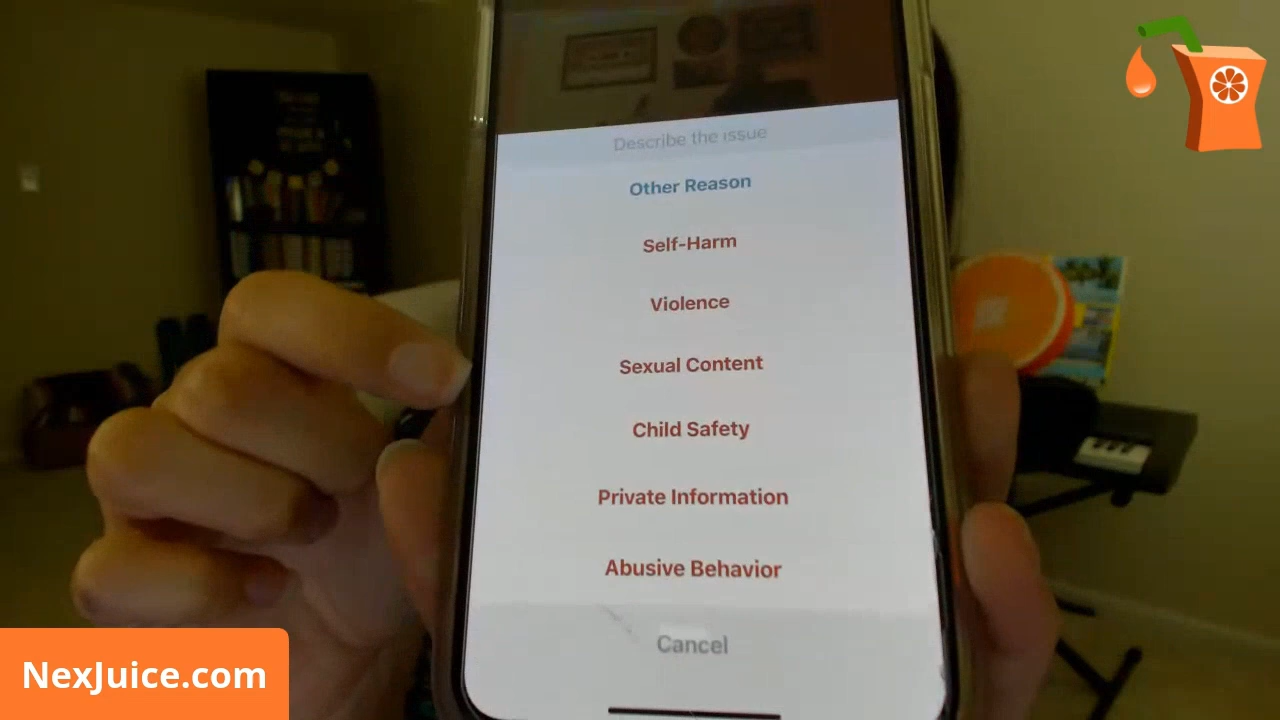 Describe the issue
Other Reason
Self-Harm
Violence
Sexual Content
Child Safety
Private Information
Abusive Behavior
Cancel
NexJuice.com